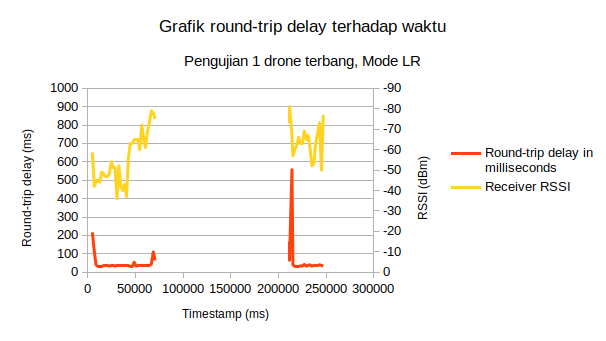 Grafik round-trip delay terhadap waktu
Pengujian 1 drone terbang, Mode LR
Round-trip delay (ms)
1000
900
800
700
600
500
400
300
200
100
0
-90
-80
-70
-60
-50
-40
-30
-20
-10
0
RSSI (dBm)
0 50000 100000 150000 200000 250000 300000
Timestamp (ms)
Round-trip delay in
milliseconds
Receiver RSSI